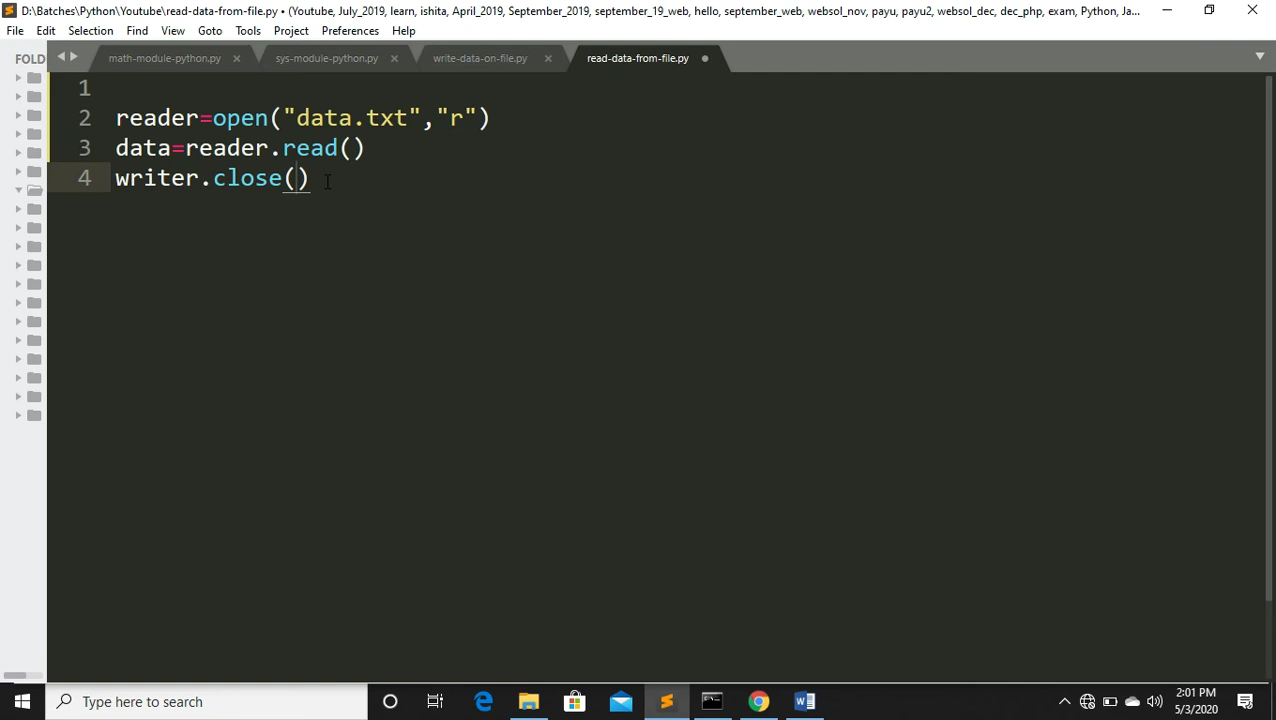 D:\Batches\Python\Youtube\read-data-from-file.py • (Youtube, July_2019, learn, ishita, April_2019, September_2019, september_19_web, hello, september_web, websol_nov, payu, payu2, websol_dec, dec_php, exam, Python, Ja...
File Edit Selection Find View Goto Tools Project Preferences Help
FOLD
math-module-python.py sys-module-python.py write-data-on-file.py read-data-from-file.py
1
2 reader=open("data.txt","r")
3 data=reader.read()
4 writer.close()
Type here to search
2:01 PM
5/3/2020